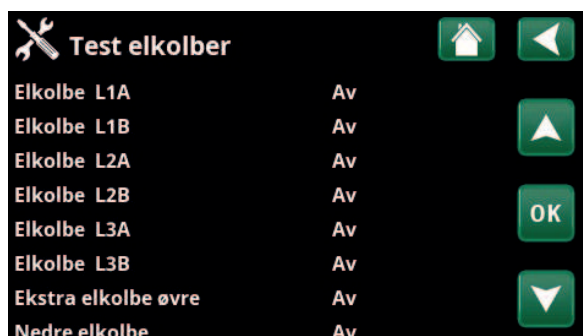 Test elkolber
Elkolbe L1A Av
Elkolbe L1B Av
Elkolbe L2A Av
Elkolbe L2B Av
OK
Elkolbe L3A Av
Elkolbe L3B Av
Ekstra elkolbe øvre Av
Nedre elkolbe Av